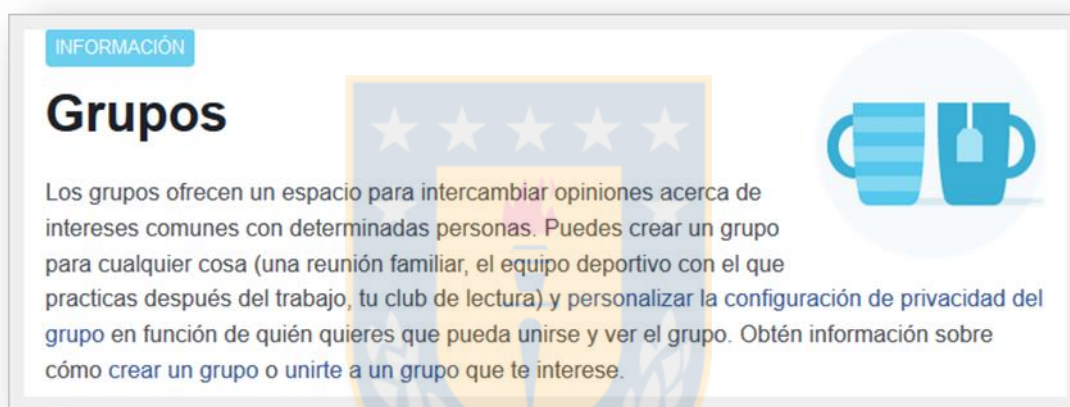 INFORMACIÓN
Grupos
Los grupos ofrecen un espacio para intercambiar opiniones acerca de
intereses comunes con determinadas personas. Puedes crear un grupo
para cualquier cosa (una reunión familiar, el equipo deportivo con el que
practicas después del trabajo, tu club de lectura) y personalizar la configuración de privacidad del
grupo en función de quién quieres que pueda unirse y ver el grupo. Obtén información sobre
cómo crear un grupo o unirte a un grupo que te interese.